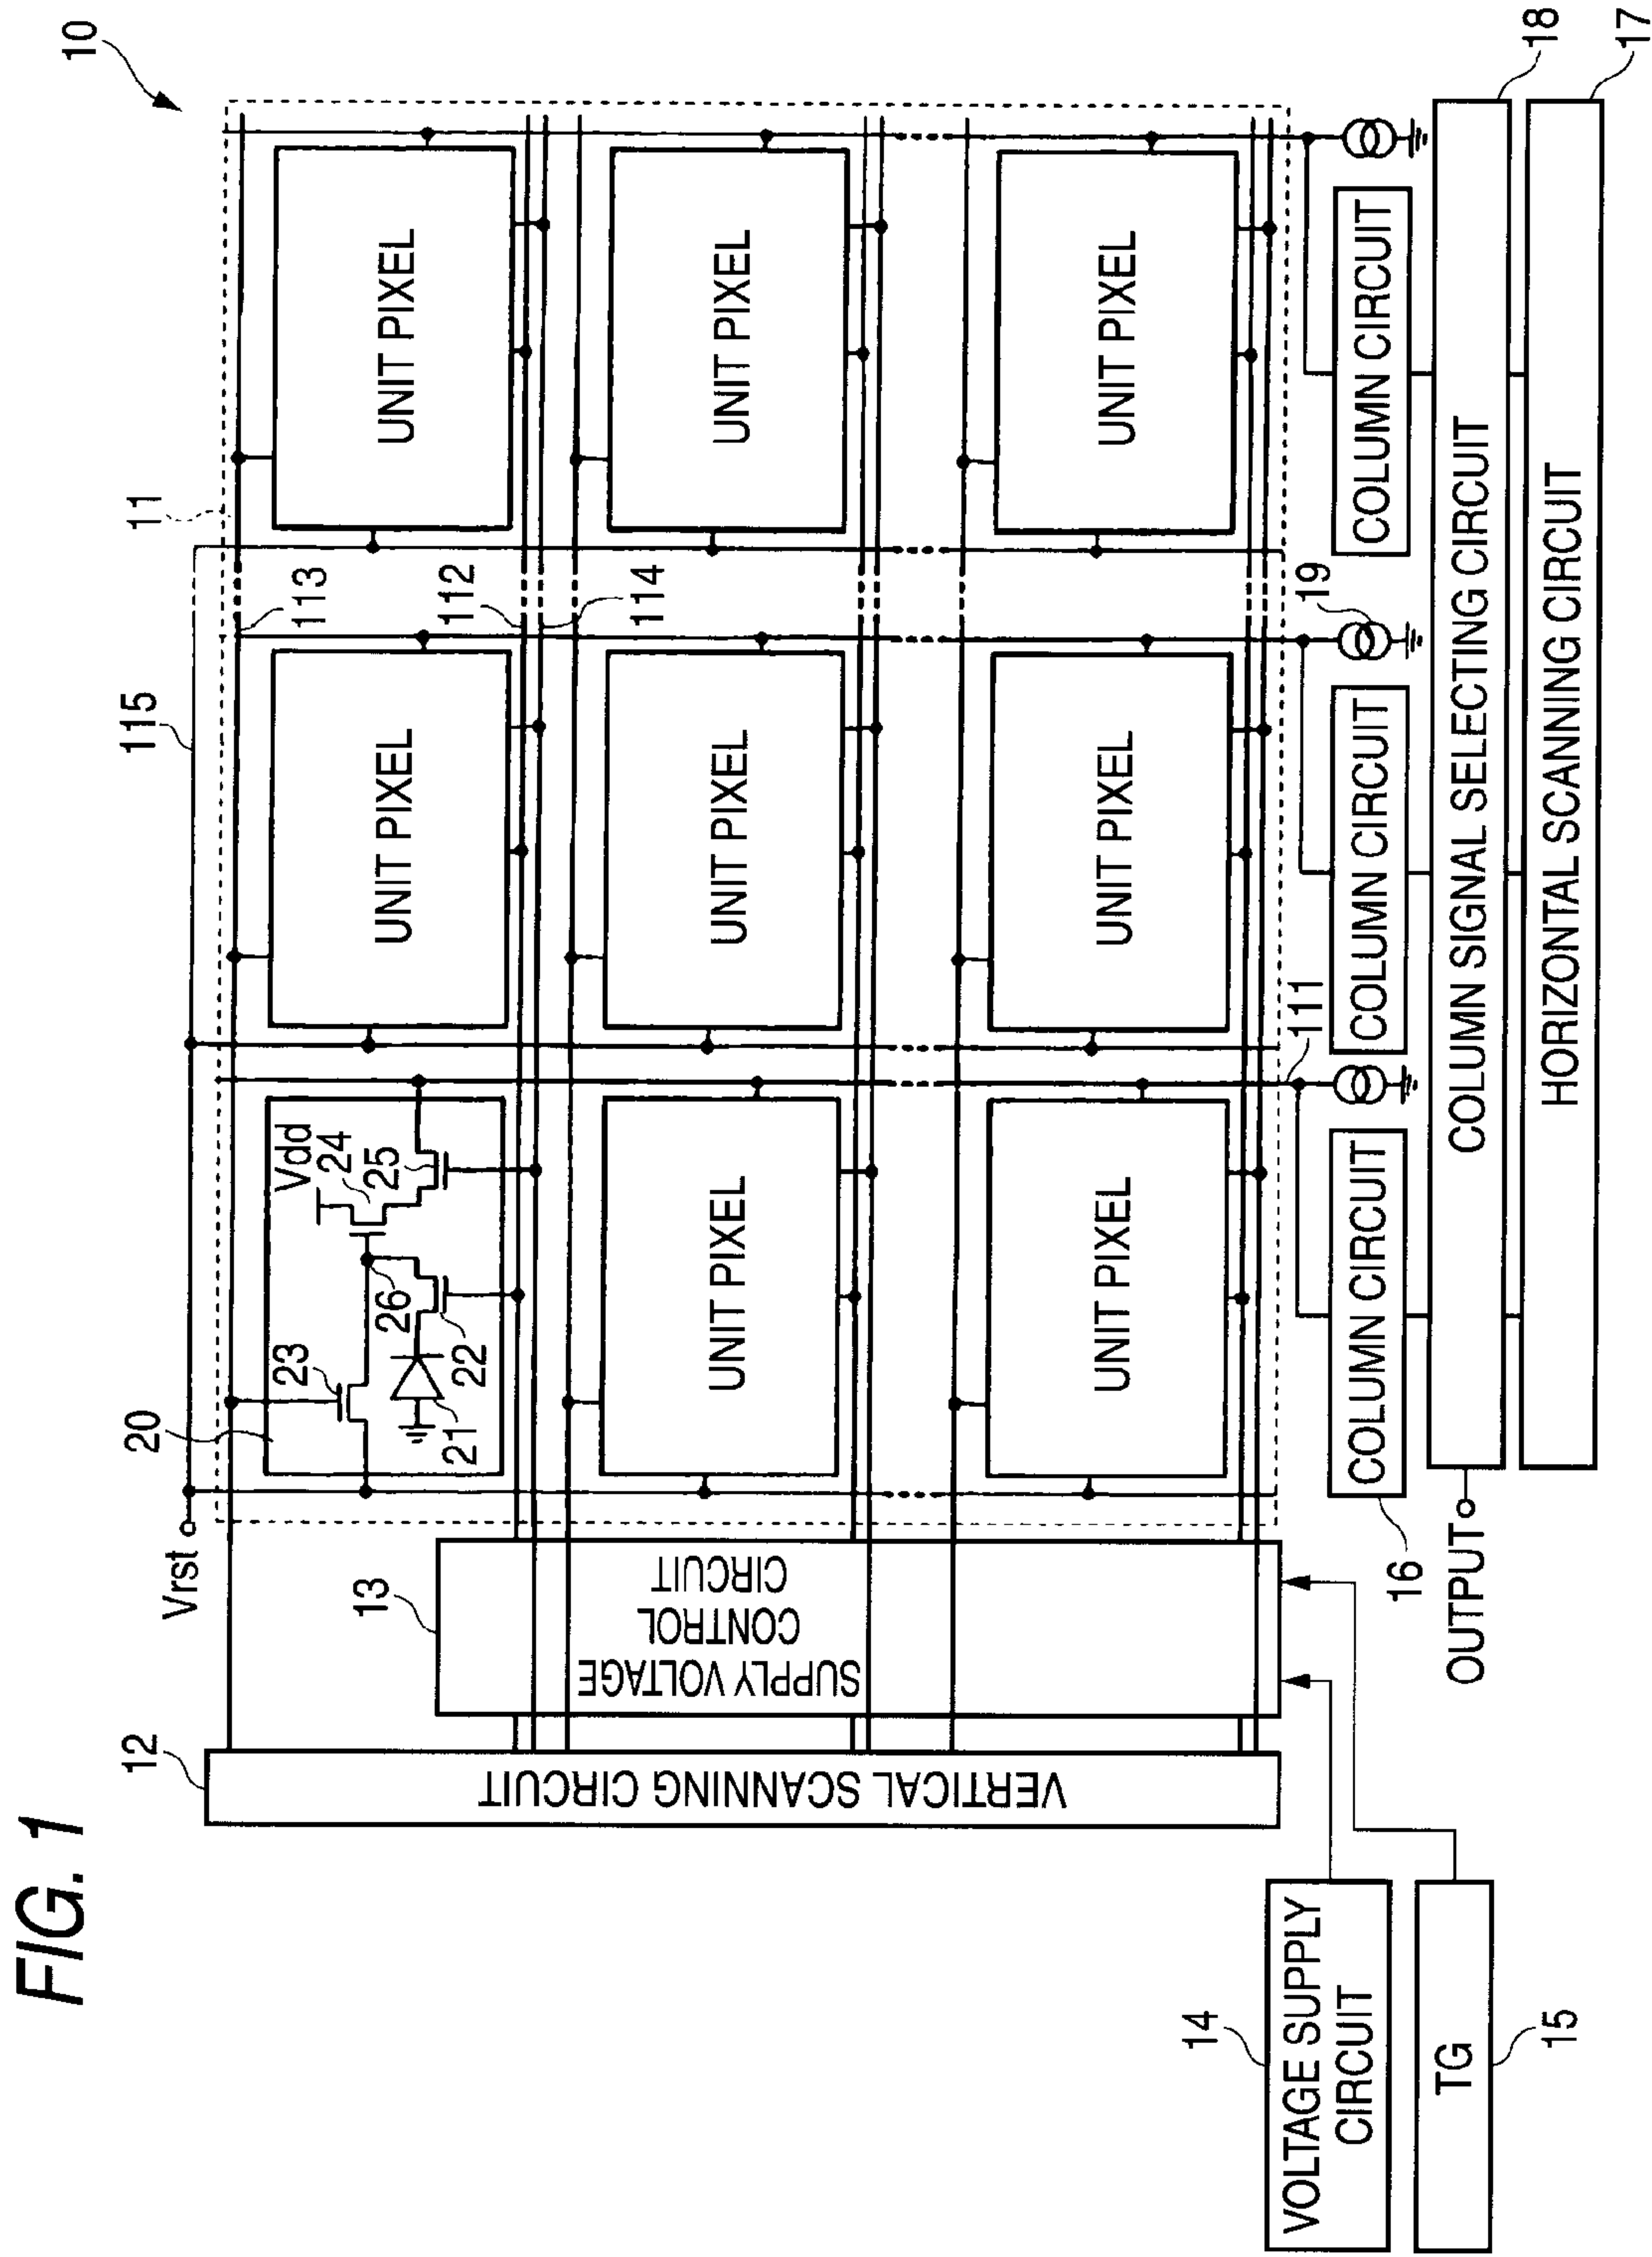 FIG. 1
10
Vrst
115
11
113
112
114
12
VERTICAL SCANNING CIRCUIT
13
SUPPLY VOLTAGE
CONTROL
CIRCUIT
20
23
Vdd
24
25
26
22
21
UNIT PIXEL
UNIT PIXEL
UNIT PIXEL
UNIT PIXEL
UNIT PIXEL
UNIT PIXEL
UNIT PIXEL
UNIT PIXEL
111
19
14
VOLTAGE SUPPLY
CIRCUIT
TG
15
16
COLUMN CIRCUIT
COLUMN CIRCUIT
COLUMN CIRCUIT
OUTPUT
COLUMN SIGNAL SELECTING CIRCUIT
18
HORIZONTAL SCANNING CIRCUIT
17